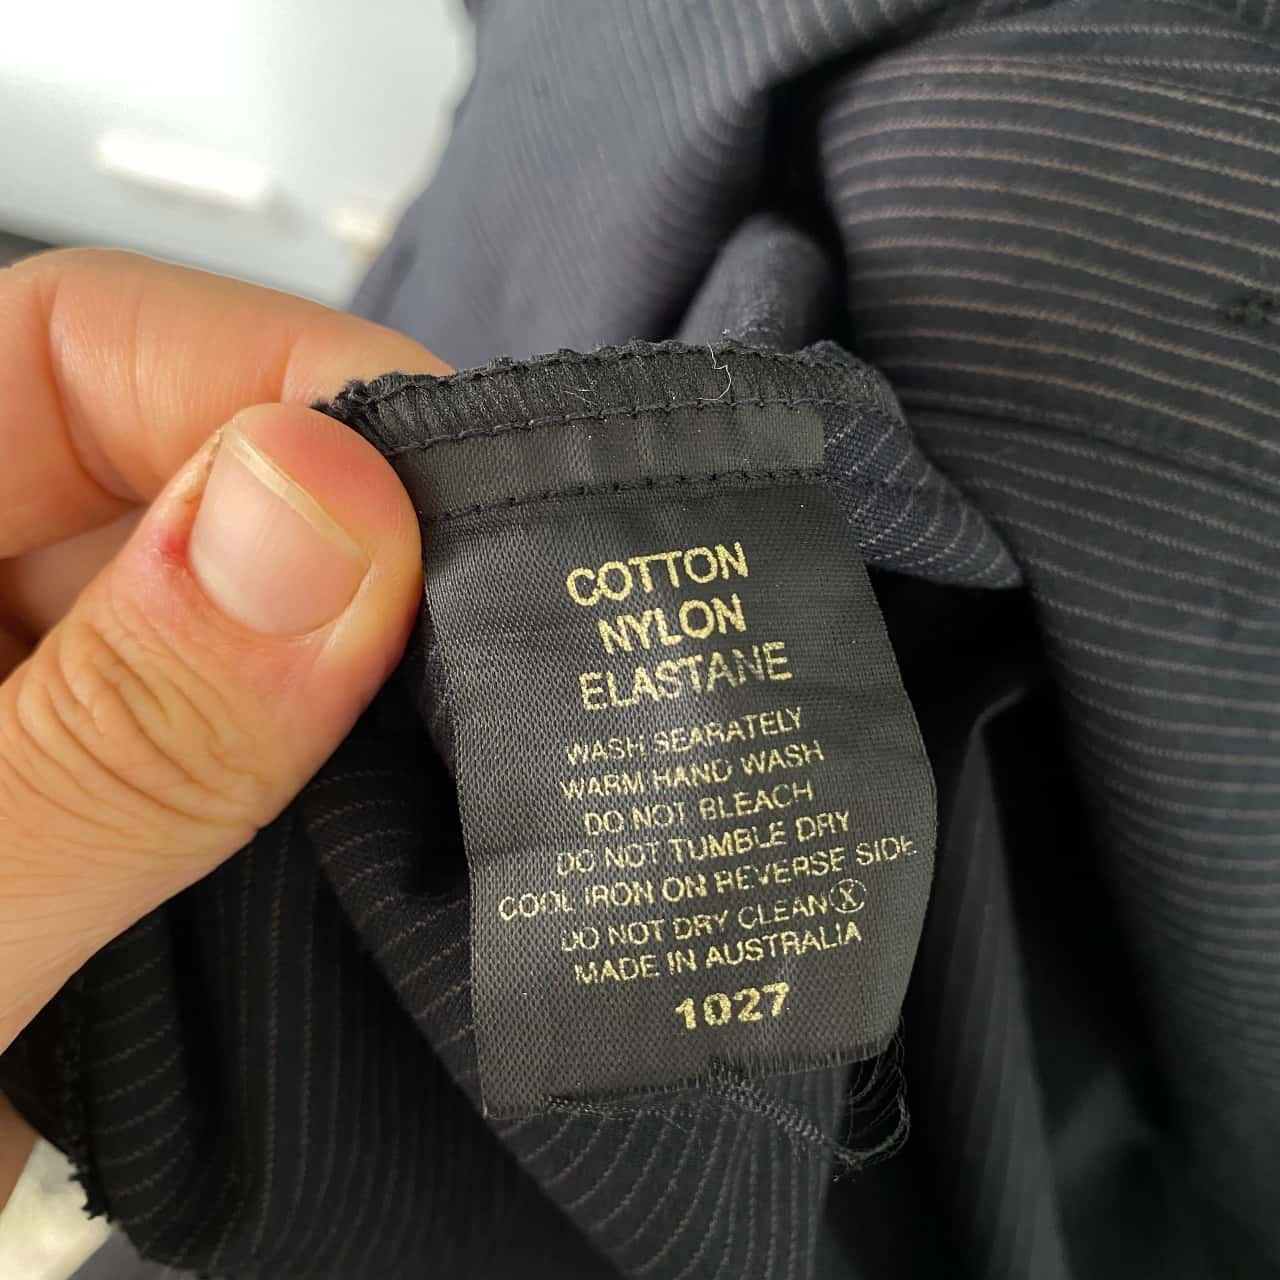 COTTON
NYLON
ELASTANE
WASH SEARATELY
WARM HAND WASH
DO NOT BLEACH
DO NOT TUMBLE DRY
COOL IRON ON REVERSE SIDE
DO NOT DRY CLEAN Ⓧ
MADE IN AUSTRALIA
1027